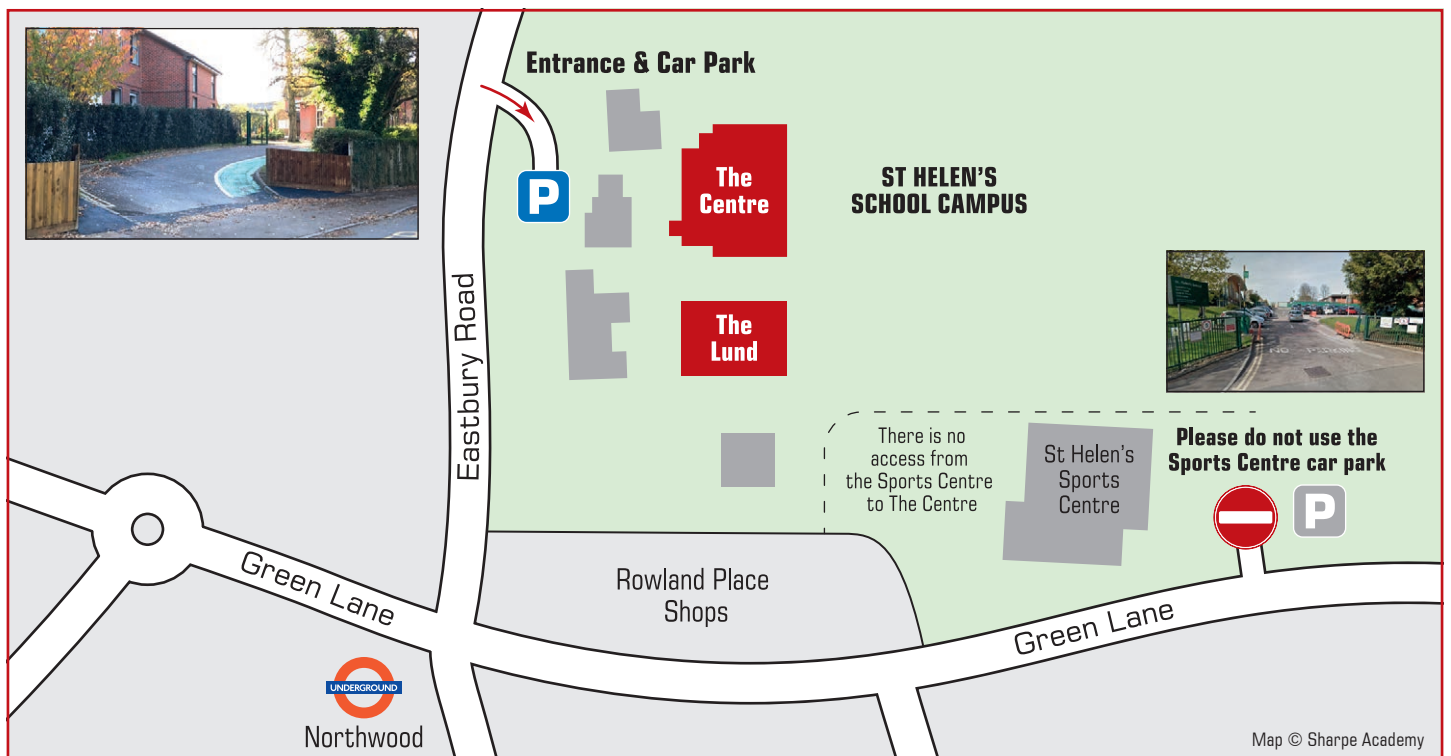 Entrance & Car Park
P
The
Centre
ST HELEN'S
SCHOOL CAMPUS
The
Lund
Eastbury Road
There is no
access from
the Sports Centre
to The Centre
St Helen's
Sports
Centre
Please do not use the
Sports Centre car park
P
NO PARKING
Green Lane
Rowland Place
Shops
Green Lane
UNDERGROUND
Northwood
Map © Sharpe Academy